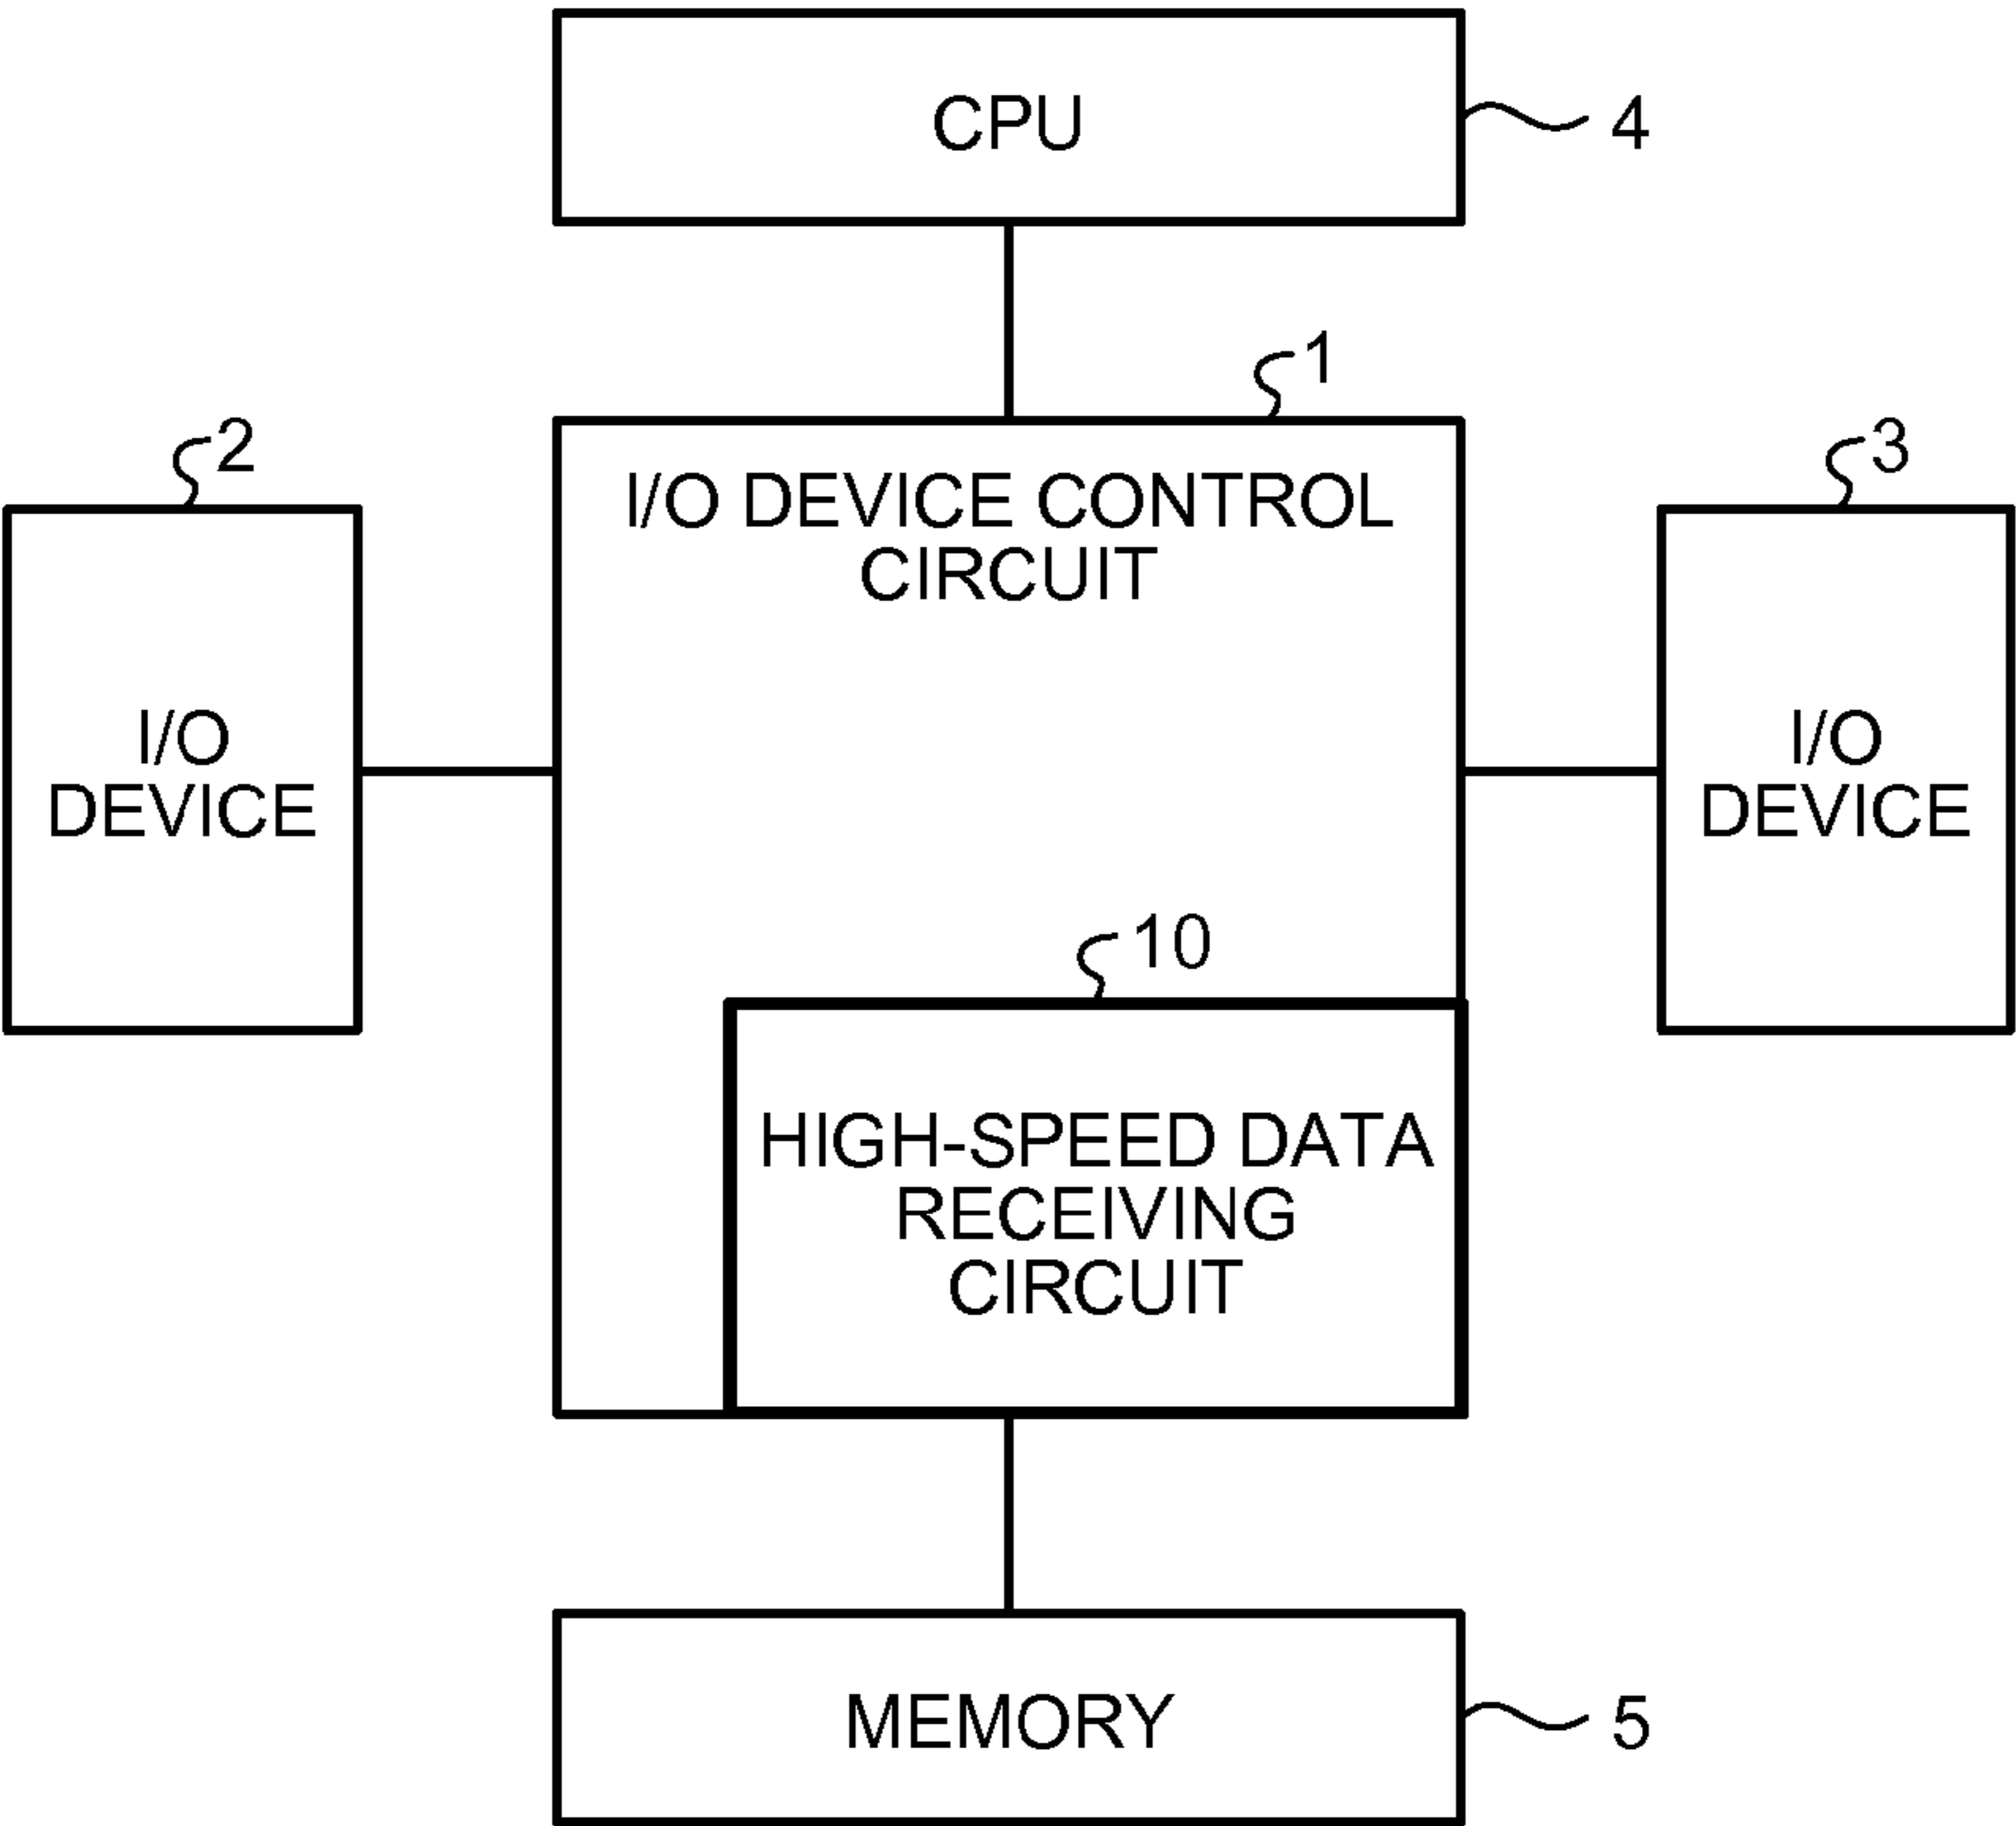 CPU
4
1
2
3
I/O DEVICE CONTROL
CIRCUIT
I/O
DEVICE
I/O
DEVICE
10
HIGH-SPEED DATA
RECEIVING
CIRCUIT
MEMORY
5